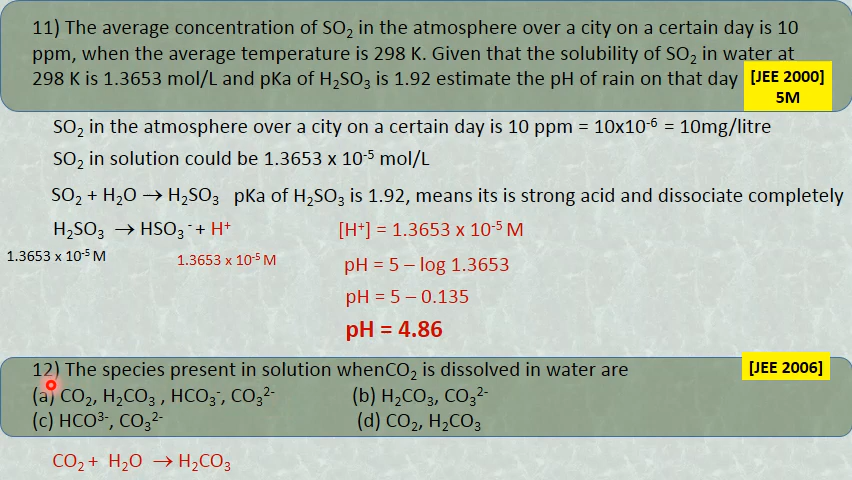 11) The average concentration of SO₂ in the atmosphere over a city on a certain day is 10
ppm, when the average temperature is 298 K. Given that the solubility of SO₂ in water at
298 K is 1.3653 mol/L and pKa of H₂SO₃ is 1.92 estimate the pH of rain on that day
[JEE 2000]
5M
SO₂ in the atmosphere over a city on a certain day is 10 ppm = 10x10⁻⁶ = 10mg/litre
SO₂ in solution could be 1.3653 x 10⁻⁵ mol/L
SO₂ + H₂O → H₂SO₃ pKa of H₂SO₃ is 1.92, means its is strong acid and dissociate completely
H₂SO₃ → HSO₃⁻ + H⁺ [H⁺] = 1.3653 x 10⁻⁵ M
1.3653 x 10⁻⁵ M 1.3653 x 10⁻⁵ M
pH = 5 – log 1.3653
pH = 5 – 0.135
pH = 4.86
12) The species present in solution whenCO₂ is dissolved in water are [JEE 2006]
(a) CO₂, H₂CO₃ , HCO₃⁻, CO₃²⁻ (b) H₂CO₃, CO₃²⁻
(c) HCO³⁻, CO₃²⁻ (d) CO₂, H₂CO₃
CO₂ + H₂O → H₂CO₃